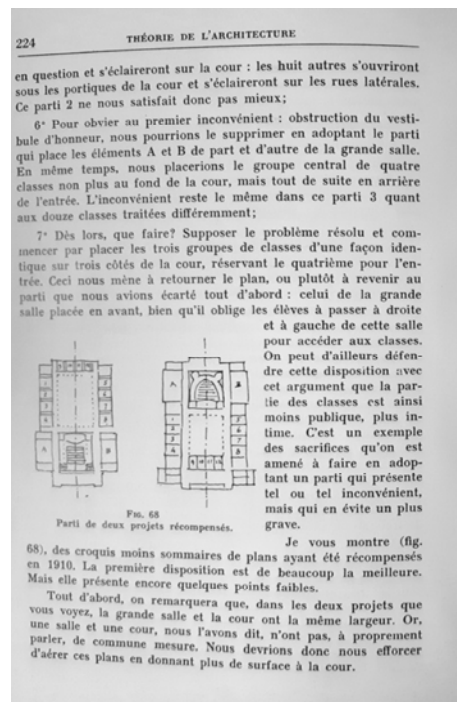 224
THÉORIE DE L'ARCHITECTURE
en question et s'éclaireront sur la cour : les huit autres s'ouvriront
sous les portiques de la cour et s'éclaireront sur les rues latérales.
Ce parti 2 ne nous satisfait donc pas mieux;
6° Pour obvier au premier inconvénient : obstruction du vesti-
bule d'honneur, nous pourrions le supprimer en adoptant le parti
qui place les éléments A et B de part et d'autre de la grande salle.
En même temps, nous placerions le groupe central de quatre
classes non plus au fond de la cour, mais tout de suite en arrière
de l'entrée. L'inconvénient reste le même dans ce parti 3 quant
aux douze classes traitées différemment;
7° Dès lors, que faire? Supposer le problème résolu et com-
mencer par placer les trois groupes de classes d'une façon iden-
tique sur trois côtés de la cour, réservant le quatrième pour l'en-
trée. Ceci nous mène à retourner le plan, ou plutôt à revenir au
parti que nous avions écarté tout d'abord : celui de la grande
salle placée en avant, bien qu'il oblige les élèves à passer à droite
et à gauche de cette salle
pour accéder aux classes.
On peut d'ailleurs défen-
dre cette disposition avec
cet argument que la par-
tie des classes est ainsi
moins publique, plus in-
time. C'est un exemple
des sacrifices qu'on est
amené à faire en adop-
tant un parti qui présente
tel ou tel inconvénient,
mais qui en évite un plus
grave.
A
B
A
B
FIG. 68
Parti de deux projets récompensés.
Je vous montre (fig.
68), des croquis moins sommaires de plans ayant été récompensés
en 1910. La première disposition est de beaucoup la meilleure.
Mais elle présente encore quelques points faibles.
Tout d'abord, on remarquera que, dans les deux projets que
vous voyez, la grande salle et la cour ont la même largeur. Or,
une salle et une cour, nous l'avons dit, n'ont pas, à proprement
parler, de commune mesure. Nous devrions donc nous efforcer
d'aérer ces plans en donnant plus de surface à la cour.